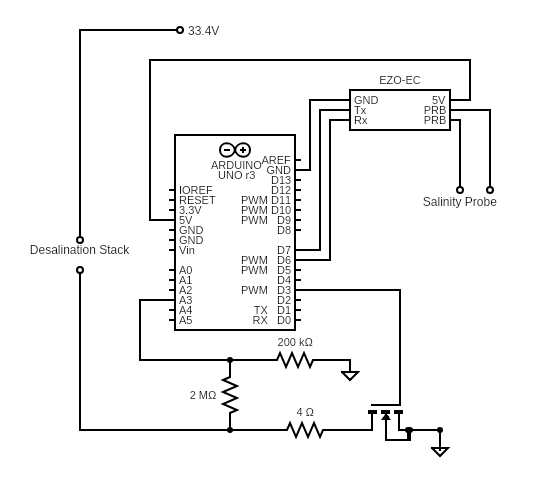 33.4V
EZO-EC
GND 5V
Tx PRB
Rx PRB
Salinity Probe
ARDUINO
UNO r3
AREF
GND
D13
IOREF D12
RESET PWM D11
3.3V PWM D10
5V PWM D9
GND D8
GND
Vin D7
PWM D6
A0 PWM D5
A1 D4
A2 PWM D3
A3 D2
A4 TX D1
A5 RX D0
Desalination Stack
200 kΩ
2 MΩ
4 Ω